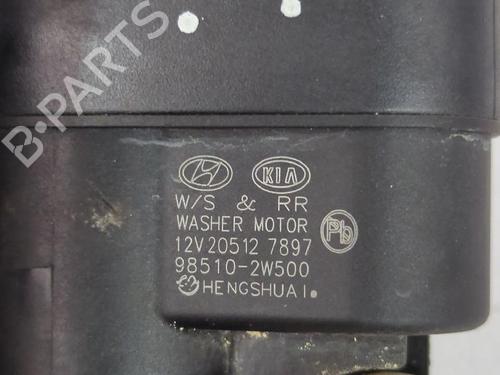 B-PARTS
KIA
W/S & RR
WASHER MOTOR
Pb
12V 20512 7897
98510-2W500
HENGSHUAI